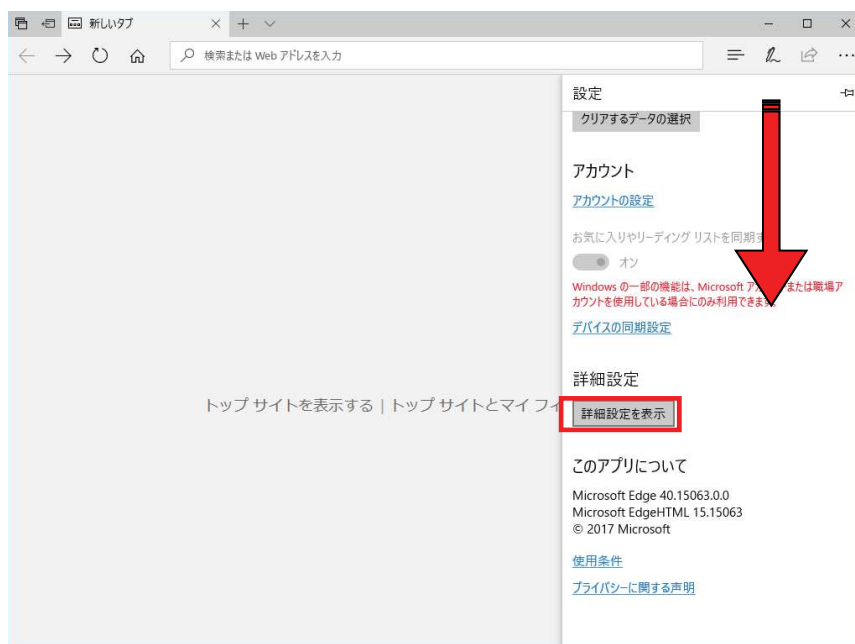 新しいタブ
検索または Web アドレスを入力
設定
クリアするデータの選択
アカウント
アカウントの設定
お気に入りやリーディング リストを同期す
オン
Windows の一部の機能は、Microsoft ア または職場ア
カウントを使用している場合にのみ利用できます。
デバイスの同期設定
詳細設定
トップ サイトを表示する | トップ サイトとマイ フィ
詳細設定を表示
このアプリについて
Microsoft Edge 40.15063.0.0
Microsoft EdgeHTML 15.15063
© 2017 Microsoft
使用条件
プライバシーに関する声明